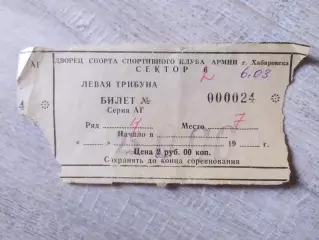 ДВОРЕЦ СПОРТА СПОРТИВНОГО КЛУБА АРМИИ г. Хабаровска
АГ СЕКТОР 2 6.03
ЛЕВАЯ ТРИБУНА
БИЛЕТ № 000024
Серия АГ
Ряд 4 Место 7
Начало в
« » 19 г.
Цена 2 руб. 00 коп.
Сохранять до конца соревнования